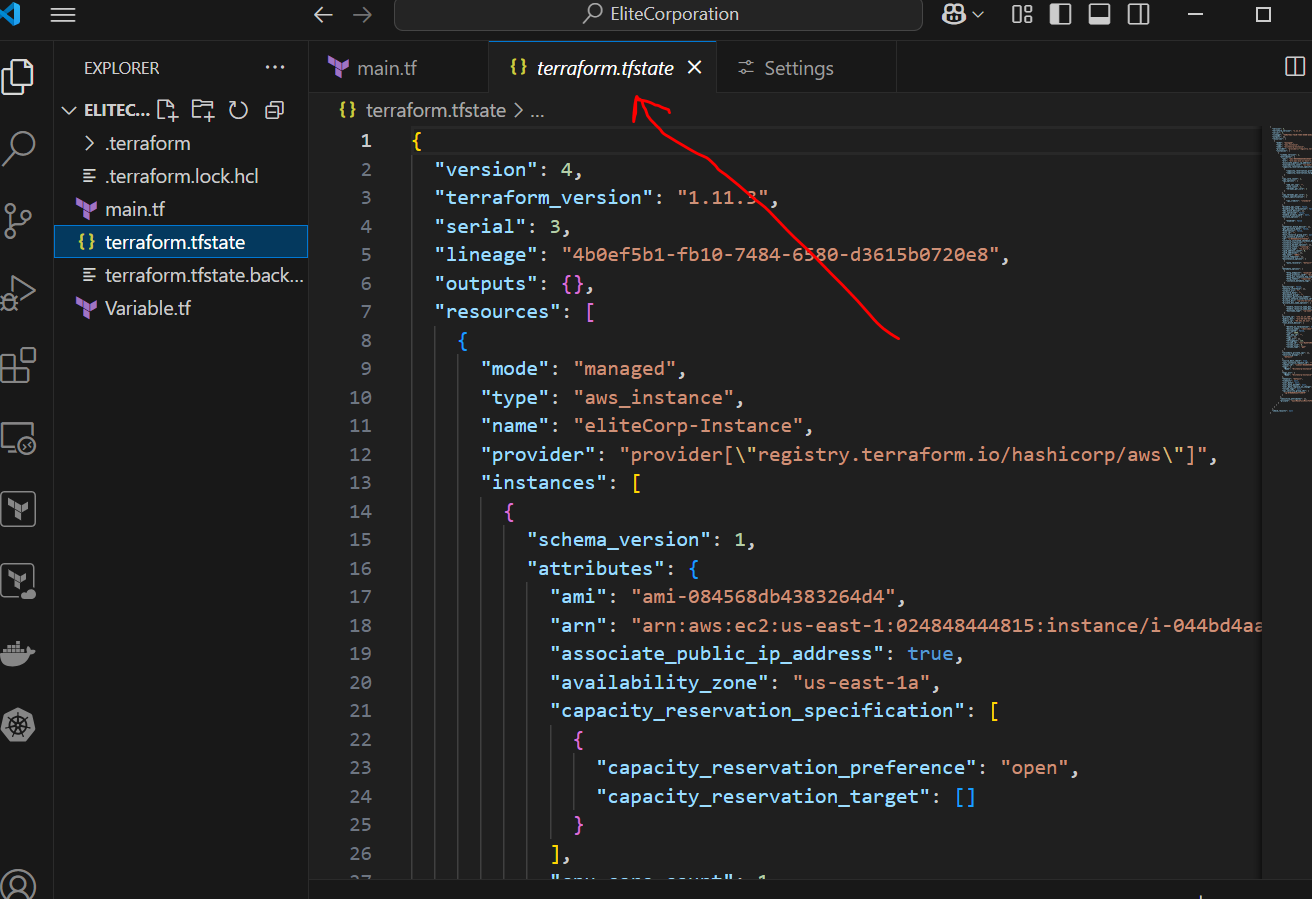 EliteCorporation
EXPLORER
main.tf
terraform.tfstate
Settings
ELITEC...
terraform.tfstate > ...
.terraform
.terraform.lock.hcl
main.tf
terraform.tfstate
terraform.tfstate.back...
Variable.tf
1 {
2 "version": 4,
3 "terraform_version": "1.11.3",
4 "serial": 3,
5 "lineage": "4b0ef5b1-fb10-7484-6580-d3615b0720e8",
6 "outputs": {},
7 "resources": [
8 {
9 "mode": "managed",
10 "type": "aws_instance",
11 "name": "eliteCorp-Instance",
12 "provider": "provider[\"registry.terraform.io/hashicorp/aws\"]",
13 "instances": [
14 {
15 "schema_version": 1,
16 "attributes": {
17 "ami": "ami-084568db4383264d4",
18 "arn": "arn:aws:ec2:us-east-1:024848444815:instance/i-044bd4aa
19 "associate_public_ip_address": true,
20 "availability_zone": "us-east-1a",
21 "capacity_reservation_specification": [
22 {
23 "capacity_reservation_preference": "open",
24 "capacity_reservation_target": []
25 }
26 ],